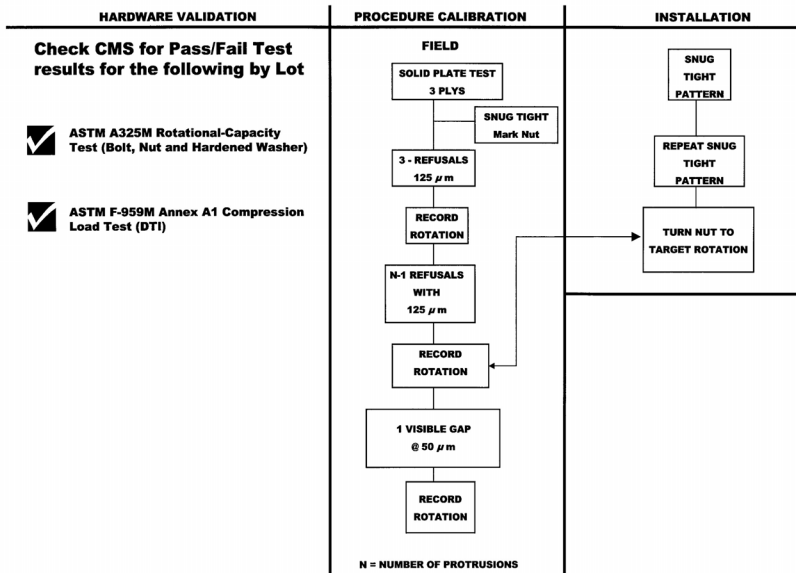 HARDWARE VALIDATION
Check CMS for Pass/Fail Test
results for the following by Lot
ASTM A325M Rotational-Capacity
Test (Bolt, Nut and Hardened Washer)
ASTM F-959M Annex A1 Compression
Load Test (DTI)
PROCEDURE CALIBRATION
FIELD
SOLID PLATE TEST
3 PLYS
SNUG TIGHT
Mark Nut
3 - REFUSALS
125 µ m
RECORD
ROTATION
N-1 REFUSALS
WITH
125 µ m
RECORD
ROTATION
1 VISIBLE GAP
@ 50 µ m
RECORD
ROTATION
N = NUMBER OF PROTRUSIONS
INSTALLATION
SNUG
TIGHT
PATTERN
REPEAT SNUG
TIGHT
PATTERN
TURN NUT TO
TARGET ROTATION